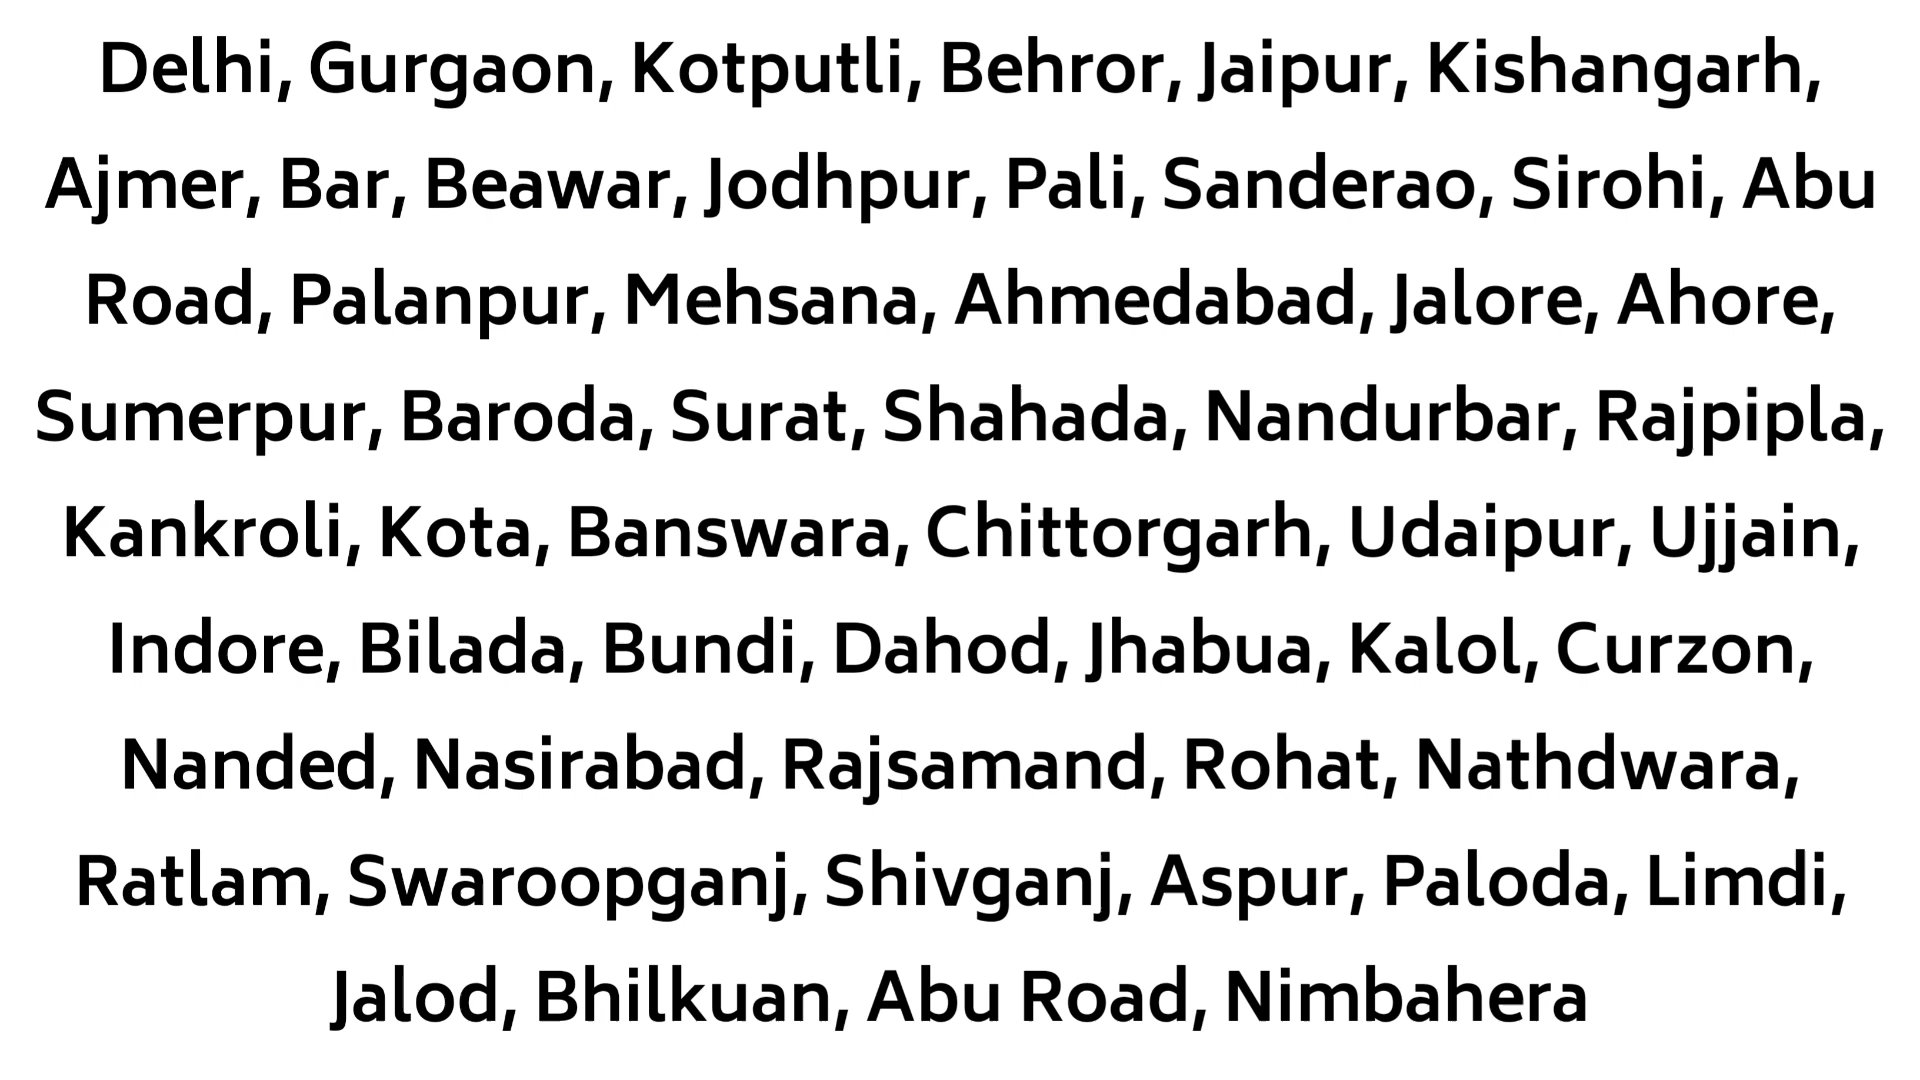 Delhi, Gurgaon, Kotputli, Behror, Jaipur, Kishangarh,
Ajmer, Bar, Beawar, Jodhpur, Pali, Sanderao, Sirohi, Abu
Road, Palanpur, Mehsana, Ahmedabad, Jalore, Ahore,
Sumerpur, Baroda, Surat, Shahada, Nandurbar, Rajpipla,
Kankroli, Kota, Banswara, Chittorgarh, Udaipur, Ujjain,
Indore, Bilada, Bundi, Dahod, Jhabua, Kalol, Curzon,
Nanded, Nasirabad, Rajsamand, Rohat, Nathdwara,
Ratlam, Swaroopganj, Shivganj, Aspur, Paloda, Limdi,
Jalod, Bhilkuan, Abu Road, Nimbahera